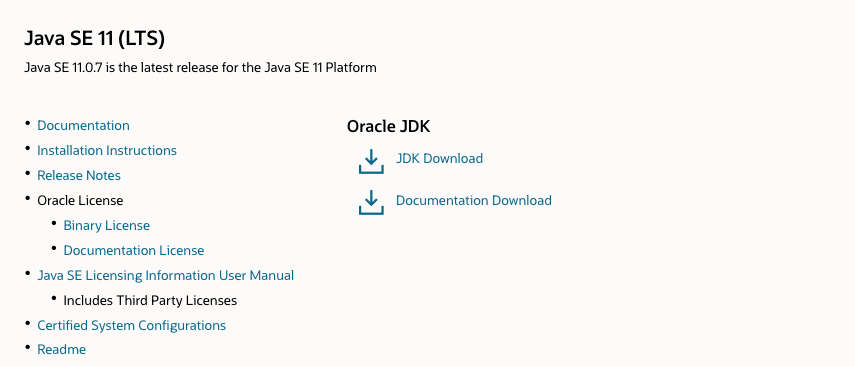 Java SE 11 (LTS)
Java SE 11.0.7 is the latest release for the Java SE 11 Platform
• Documentation
• Installation Instructions
• Release Notes
• Oracle License
• Binary License
• Documentation License
• Java SE Licensing Information User Manual
• Includes Third Party Licenses
• Certified System Configurations
• Readme
Oracle JDK
JDK Download
Documentation Download